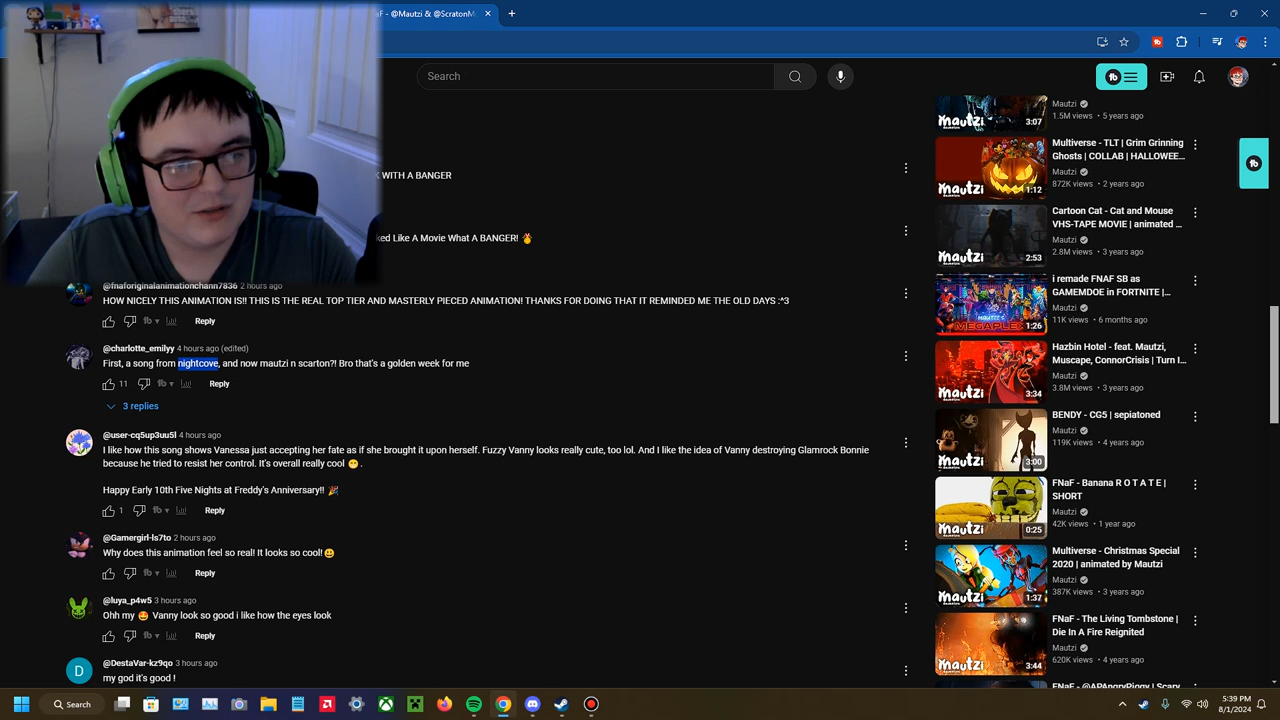 F - @Mautzi & @ScratonM
Search
WITH A BANGER
ked Like A Movie What A BANGER! 🥇
@fnaforiginalanimationchann7836 2 hours ago
HOW NICELY THIS ANIMATION IS!! THIS IS THE REAL TOP TIER AND MASTERLY PIECED ANIMATION! THANKS FOR DOING THAT IT REMINDED ME THE OLD DAYS :^3
Reply
@charlotte_emilyy 4 hours ago (edited)
First, a song from nightcove, and now mautzi n scarton?! Bro that's a golden week for me
11 Reply
3 replies
@user-cq5up3uu5l 4 hours ago
I like how this song shows Vanessa just accepting her fate as if she brought it upon herself. Fuzzy Vanny looks really cute, too lol. And I like the idea of Vanny destroying Glamrock Bonnie
because he tried to resist her control. It's overall really cool 😁 .
Happy Early 10th Five Nights at Freddy's Anniversary!! 🎉
1 Reply
@Gamergirl-ls7to 2 hours ago
Why does this animation feel so real! It looks so cool!😃
Reply
@luya_p4w5 3 hours ago
Ohh my 🤩 Vanny look so good i like how the eyes look
Reply
D
@DestaVar-kz9qo 3 hours ago
my god it's good !
mautzi
3:07
Mautzi
1.5M views • 5 years ago
mautzi
1:12
Multiverse - TLT | Grim Grinning
Ghosts | COLLAB | HALLOWEE...
Mautzi
872K views • 2 years ago
mautzi
2:53
Cartoon Cat - Cat and Mouse
VHS-TAPE MOVIE | animated ...
Mautzi
2.8M views • 3 years ago
MEGAPLEX
1:26
i remade FNAF SB as
GAMEMDOE in FORTNITE |...
Mautzi
11K views • 6 months ago
mautzi
3:34
Hazbin Hotel - feat. Mautzi,
Muscape, ConnorCrisis | Turn I...
Mautzi
3.8M views • 3 years ago
mautzi
3:00
BENDY - CG5 | sepiatoned
Mautzi
119K views • 4 years ago
mautzi
0:25
FNaF - Banana R O T A T E |
SHORT
Mautzi
42K views • 1 year ago
mautzi
1:37
Multiverse - Christmas Special
2020 | animated by Mautzi
Mautzi
387K views • 3 years ago
mautzi
3:44
FNaF - The Living Tombstone |
Die In A Fire Reignited
Mautzi
620K views • 4 years ago
FNaF - @APAngryPiggy | Scary
Search
5:39 PM
8/1/2024